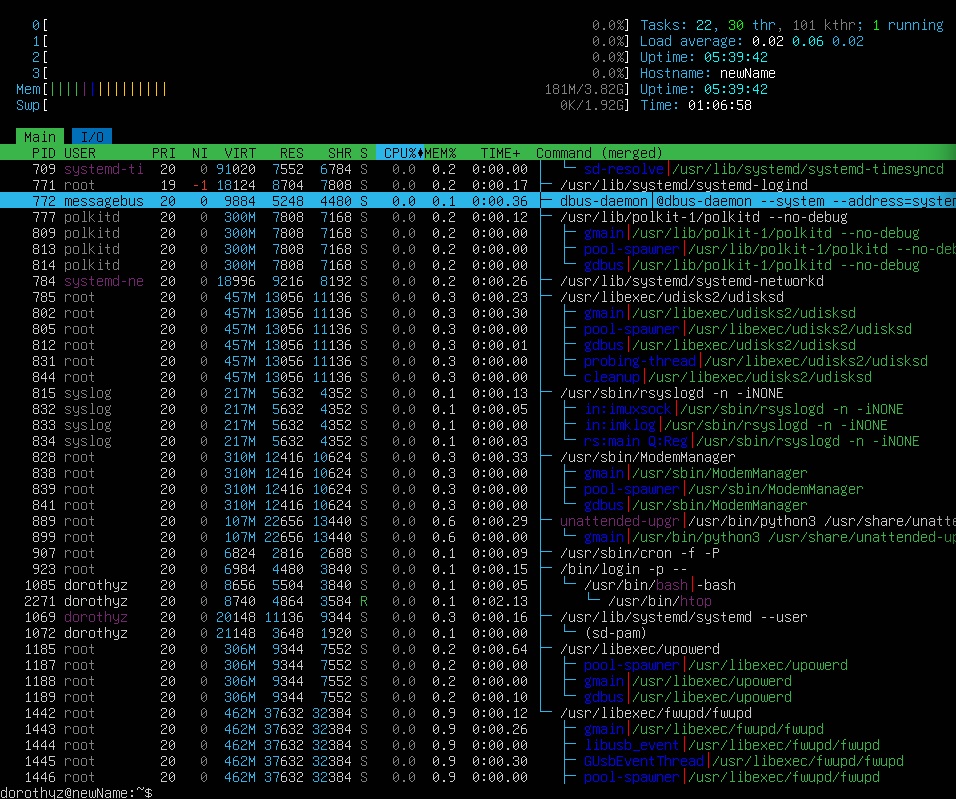 0[ 0.0%] Tasks: 22, 30 thr, 101 kthr; 1 running
1[ 0.0%] Load average: 0.02 0.06 0.02
2[ 0.0%] Uptime: 05:39:42
3[ 0.0%] Hostname: newName
Mem[|||||||||||||||| 181M/3.82G] Uptime: 05:39:42
Swp[ 0K/1.92G] Time: 01:06:58
Main I/O
PID USER PRI NI VIRT RES SHR S CPU% MEM% TIME+ Command (merged)
709 systemd-ti 20 0 91020 7552 6784 S 0.0 0.2 0:00.00 │ └─ sd-resolve│/usr/lib/systemd/systemd-timesyncd
771 root 19 -1 18124 8704 7808 S 0.0 0.2 0:00.17 ├─ /usr/lib/systemd/systemd-logind
772 messagebus 20 0 9884 5248 4480 S 0.0 0.1 0:00.36 ├─ dbus-daemon│@dbus-daemon --system --address=system
777 polkitd 20 0 300M 7808 7168 S 0.0 0.2 0:00.12 ├─ /usr/lib/polkit-1/polkitd --no-debug
809 polkitd 20 0 300M 7808 7168 S 0.0 0.2 0:00.00 │ ├─ gmain│/usr/lib/polkit-1/polkitd --no-debug
813 polkitd 20 0 300M 7808 7168 S 0.0 0.2 0:00.00 │ ├─ pool-spawner│/usr/lib/polkit-1/polkitd --no-deb
814 polkitd 20 0 300M 7808 7168 S 0.0 0.2 0:00.00 │ └─ gdbus│/usr/lib/polkit-1/polkitd --no-debug
784 systemd-ne 20 0 18996 9216 8192 S 0.0 0.2 0:00.26 ├─ /usr/lib/systemd/systemd-networkd
785 root 20 0 457M 13056 11136 S 0.0 0.3 0:00.23 ├─ /usr/libexec/udisks2/udisksd
802 root 20 0 457M 13056 11136 S 0.0 0.3 0:00.30 │ ├─ gmain│/usr/libexec/udisks2/udisksd
805 root 20 0 457M 13056 11136 S 0.0 0.3 0:00.00 │ ├─ pool-spawner│/usr/libexec/udisks2/udisksd
812 root 20 0 457M 13056 11136 S 0.0 0.3 0:00.01 │ ├─ gdbus│/usr/libexec/udisks2/udisksd
831 root 20 0 457M 13056 11136 S 0.0 0.3 0:00.00 │ ├─ probing-thread│/usr/libexec/udisks2/udisksd
844 root 20 0 457M 13056 11136 S 0.0 0.3 0:00.00 │ └─ cleanup│/usr/libexec/udisks2/udisksd
815 syslog 20 0 217M 5632 4352 S 0.0 0.1 0:00.13 ├─ /usr/sbin/rsyslogd -n -iNONE
832 syslog 20 0 217M 5632 4352 S 0.0 0.1 0:00.05 │ ├─ in:imuxsock│/usr/sbin/rsyslogd -n -iNONE
833 syslog 20 0 217M 5632 4352 S 0.0 0.1 0:00.05 │ ├─ in:imklog│/usr/sbin/rsyslogd -n -iNONE
834 syslog 20 0 217M 5632 4352 S 0.0 0.1 0:00.03 │ └─ rs:main Q:Reg│/usr/sbin/rsyslogd -n -iNONE
828 root 20 0 310M 12416 10624 S 0.0 0.3 0:00.33 ├─ /usr/sbin/ModemManager
838 root 20 0 310M 12416 10624 S 0.0 0.3 0:00.00 │ ├─ gmain│/usr/sbin/ModemManager
839 root 20 0 310M 12416 10624 S 0.0 0.3 0:00.00 │ ├─ pool-spawner│/usr/sbin/ModemManager
841 root 20 0 310M 12416 10624 S 0.0 0.3 0:00.00 │ └─ gdbus│/usr/sbin/ModemManager
889 root 20 0 107M 22656 13440 S 0.0 0.6 0:00.29 ├─ unattended-upgr│/usr/bin/python3 /usr/share/unatt
899 root 20 0 107M 22656 13440 S 0.0 0.6 0:00.00 │ └─ gmain│/usr/bin/python3 /usr/share/unattended-up
907 root 20 0 6824 2816 2688 S 0.0 0.1 0:00.09 ├─ /usr/sbin/cron -f -P
923 root 20 0 6984 4480 3840 S 0.0 0.1 0:00.15 ├─ /bin/login -p --
1085 dorothyz 20 0 8656 5504 3840 S 0.0 0.1 0:00.05 │ └─ /usr/bin/bash│-bash
2271 dorothyz 20 0 8740 4864 3584 R 0.0 0.1 0:02.13 │ └─ /usr/bin/htop
1069 dorothyz 20 0 20148 11136 9344 S 0.0 0.3 0:00.16 ├─ /usr/lib/systemd/systemd --user
1072 dorothyz 20 0 21148 3648 1920 S 0.0 0.1 0:00.00 │ └─ (sd-pam)
1185 root 20 0 306M 9344 7552 S 0.0 0.2 0:00.64 ├─ /usr/libexec/upowerd
1187 root 20 0 306M 9344 7552 S 0.0 0.2 0:00.00 │ ├─ pool-spawner│/usr/libexec/upowerd
1188 root 20 0 306M 9344 7552 S 0.0 0.2 0:00.00 │ ├─ gmain│/usr/libexec/upowerd
1189 root 20 0 306M 9344 7552 S 0.0 0.2 0:00.10 │ └─ gdbus│/usr/libexec/upowerd
1442 root 20 0 462M 37632 32384 S 0.0 0.9 0:00.12 └─ /usr/libexec/fwupd/fwupd
1443 root 20 0 462M 37632 32384 S 0.0 0.9 0:00.26 ├─ gmain│/usr/libexec/fwupd/fwupd
1444 root 20 0 462M 37632 32384 S 0.0 0.9 0:00.00 ├─ libusb_event│/usr/libexec/fwupd/fwupd
1445 root 20 0 462M 37632 32384 S 0.0 0.9 0:00.30 ├─ GUsbEventThread│/usr/libexec/fwupd/fwupd
1446 root 20 0 462M 37632 32384 S 0.0 0.9 0:00.00 ├─ pool-spawner│/usr/libexec/fwupd/fwupd
dorothyz@newName:~$